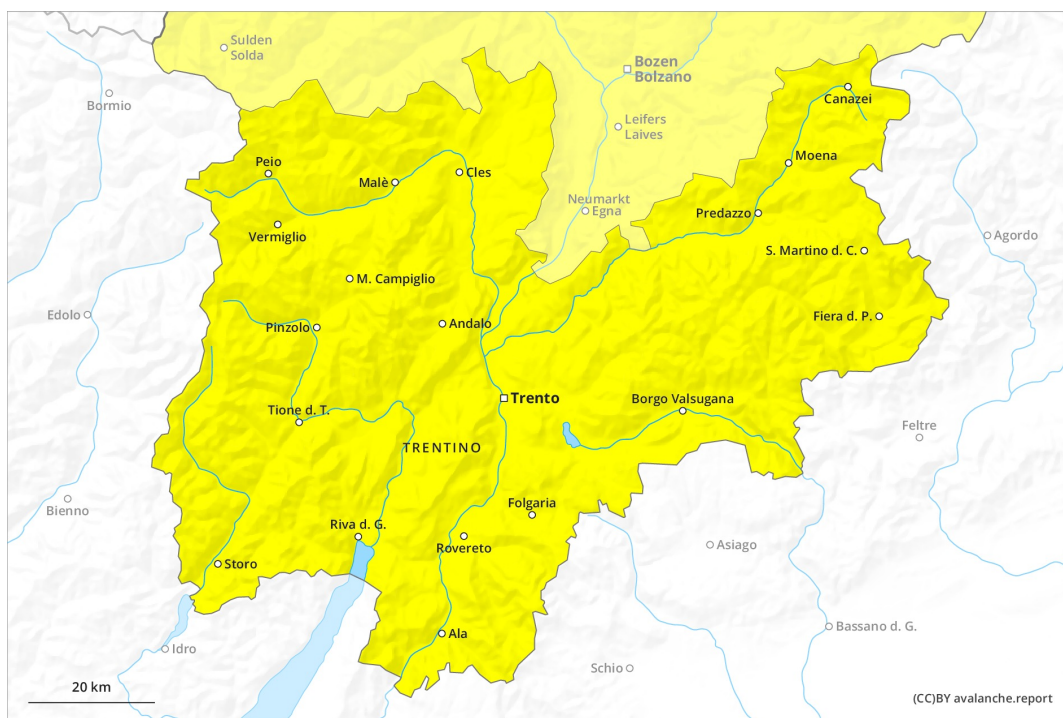 Sulden
Solda
Bozen
Bolzano
Canazei
Bormio
Leifers
Laives
Moena
Peio
Malè
Cles
Neumarkt
Egna
Predazzo
Vermiglio
S. Martino d. C.
Agordo
M. Campiglio
Edolo
Pinzolo
Andalo
Fiera d. P.
Trento
Borgo Valsugana
Tione d. T.
Feltre
TRENTINO
Bienno
Folgaria
Riva d. G.
Rovereto
Asiago
Storo
Ala
Bassano d. G.
Idro
Schio
20 km
(CC)BY avalanche.report